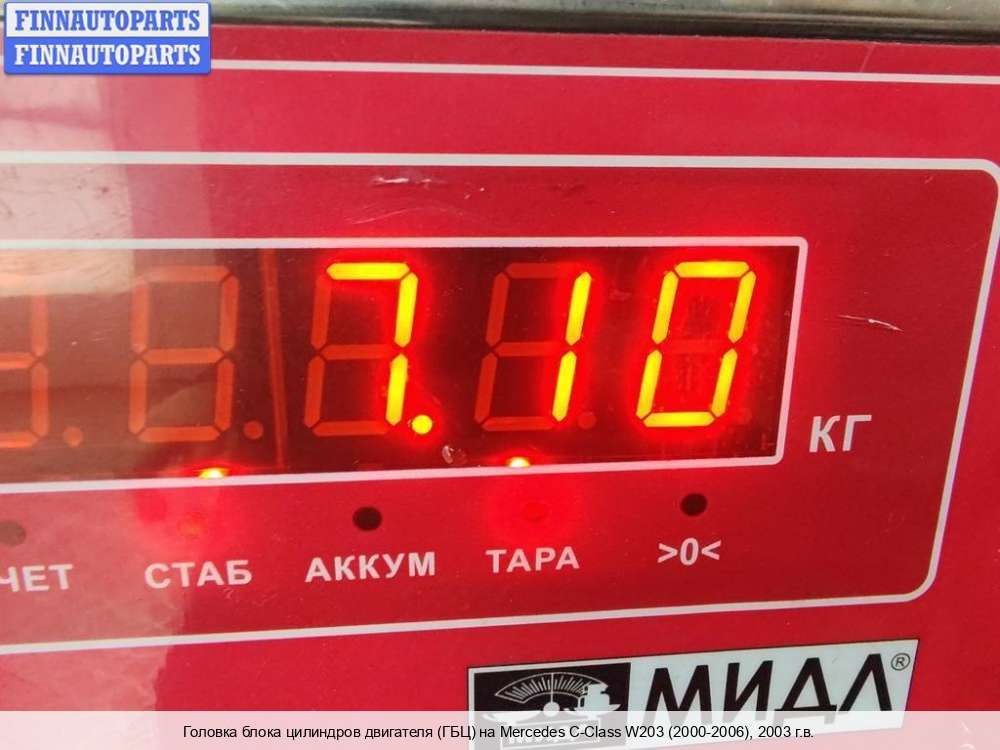 FINNAUTOPARTS
FINNAUTOPARTS
7.10
КГ
ЧЕТ СТАБ АККУМ ТАРА >0<
МИДЛ®
Головка блока цилиндров двигателя (ГБЦ) на Mercedes C-Class W203 (2000-2006), 2003 г.в.